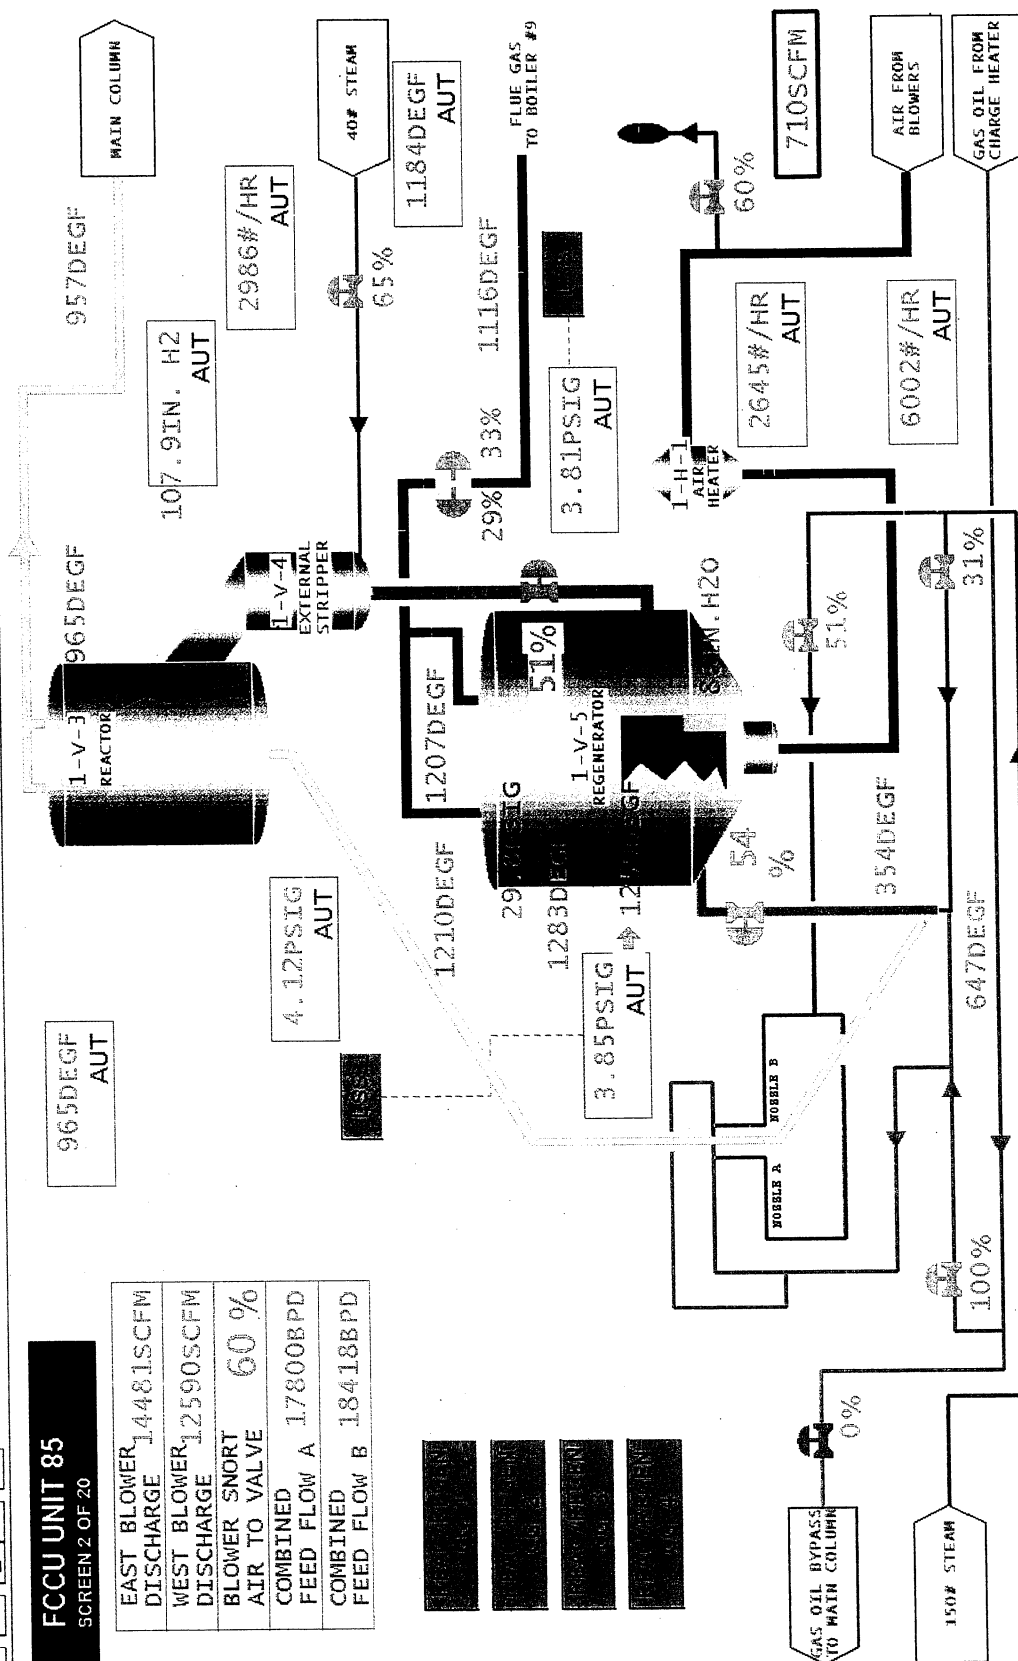 FCCU UNIT 85
SCREEN 2 OF 20
EAST BLOWER
DISCHARGE 14481SCFM
WEST BLOWER
DISCHARGE 12590SCFM
BLOWER SNORT
AIR TO VALVE 60 %
COMBINED
FEED FLOW A 17800BPD
COMBINED
FEED FLOW B 18418BPD
965DEGF
AUT
4.12PSIG
AUT
3.85PSIG
AUT
1-V-3
REACTOR
965DEGF
957DEGF
MAIN COLUMN
107.9IN. H2
AUT
2986#/HR
AUT
40# STEAM
65%
1184DEGF
AUT
1-V-4
EXTERNAL
STRIPPER
FLUE GAS
TO BOILER #9
1116DEGF
33%
29%
3.81PSIG
AUT
1207DEGF
1210DEGF
51%
1-V-5
REGENERATOR
1283DEGF
54
%
1-H-1
AIR
HEATER
2645#/HR
AUT
6002#/HR
AUT
710SCFM
60%
AIR FROM
BLOWERS
GAS OIL FROM
CHARGE HEATER
51%
31%
354DEGF
647DEGF
NOZZLE B
NOZZLE A
100%
0%
GAS OIL BYPASS
TO MAIN COLUMN
150# STEAM